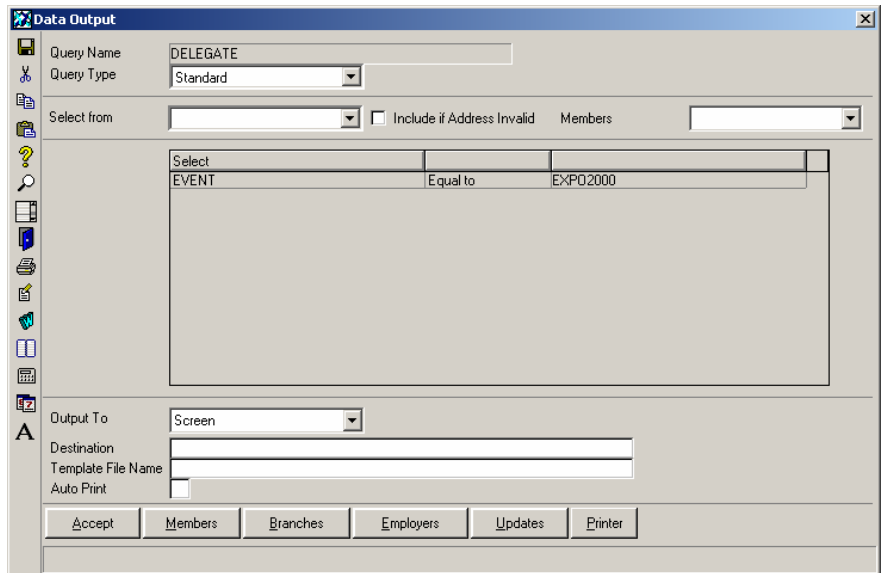 Data Output
Query Name DELEGATE
Query Type Standard
Select from Include if Address Invalid Members
Select
EVENT Equal to EXPO2000
Output To Screen
Destination
Template File Name
Auto Print
Accept Members Branches Employers Updates Printer